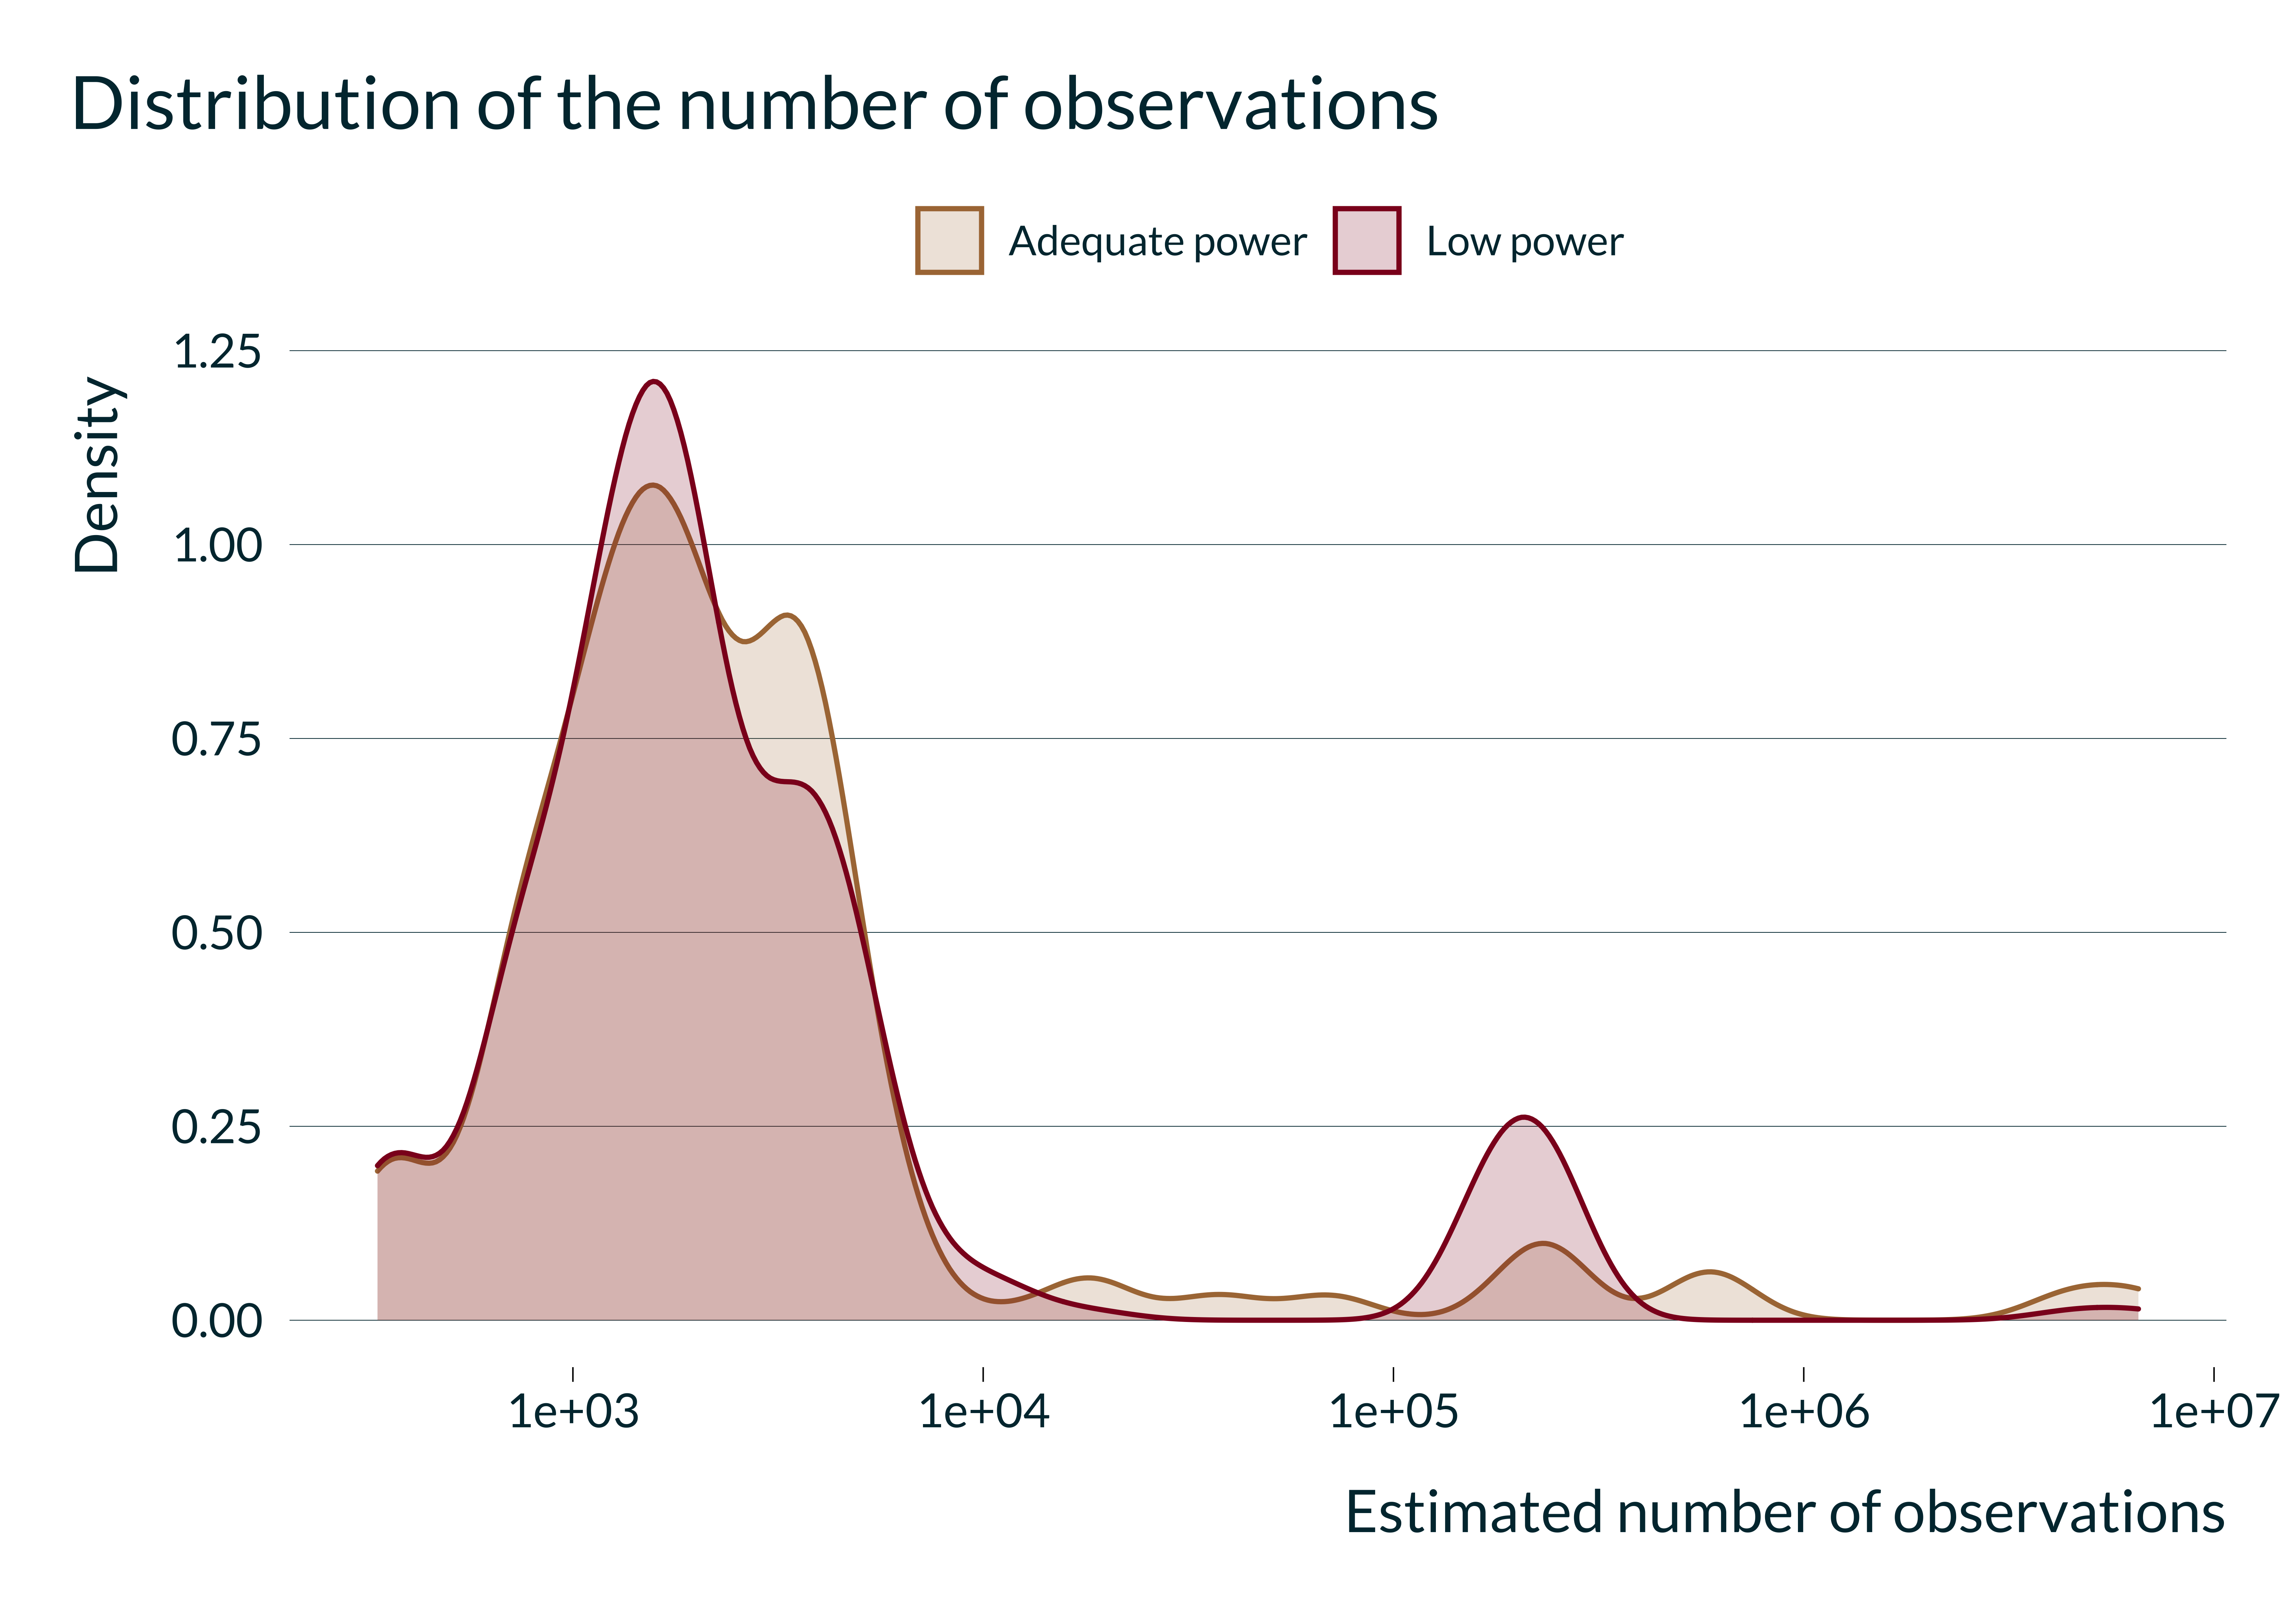 Distribution of the number of observations
Adequate power Low power
Density
1.25
1.00
0.75
0.50
0.25
0.00
1e+03 1e+04 1e+05 1e+06 1e+07
Estimated number of observations